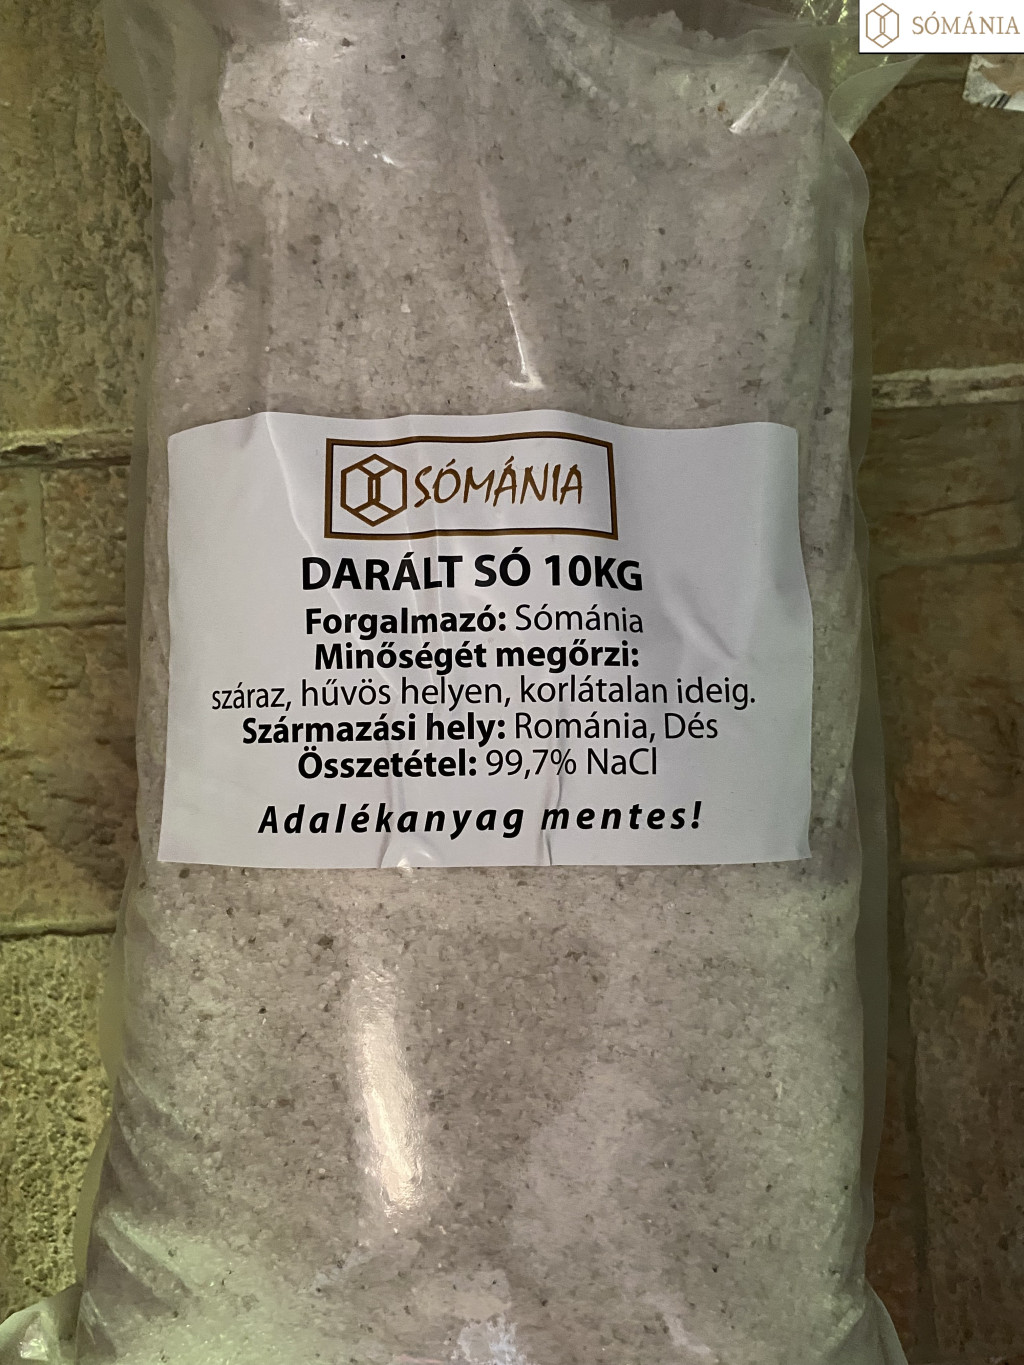 SÓMÁNIA
SÓMÁNIA
DARÁLT SÓ 10KG
Forgalmazó: Sómánia
Minőségét megőrzi:
száraz, hűvös helyen, korlátalan ideig.
Származási hely: Románia, Dés
Összetétel: 99,7% NaCl
Adalékanyag mentes!